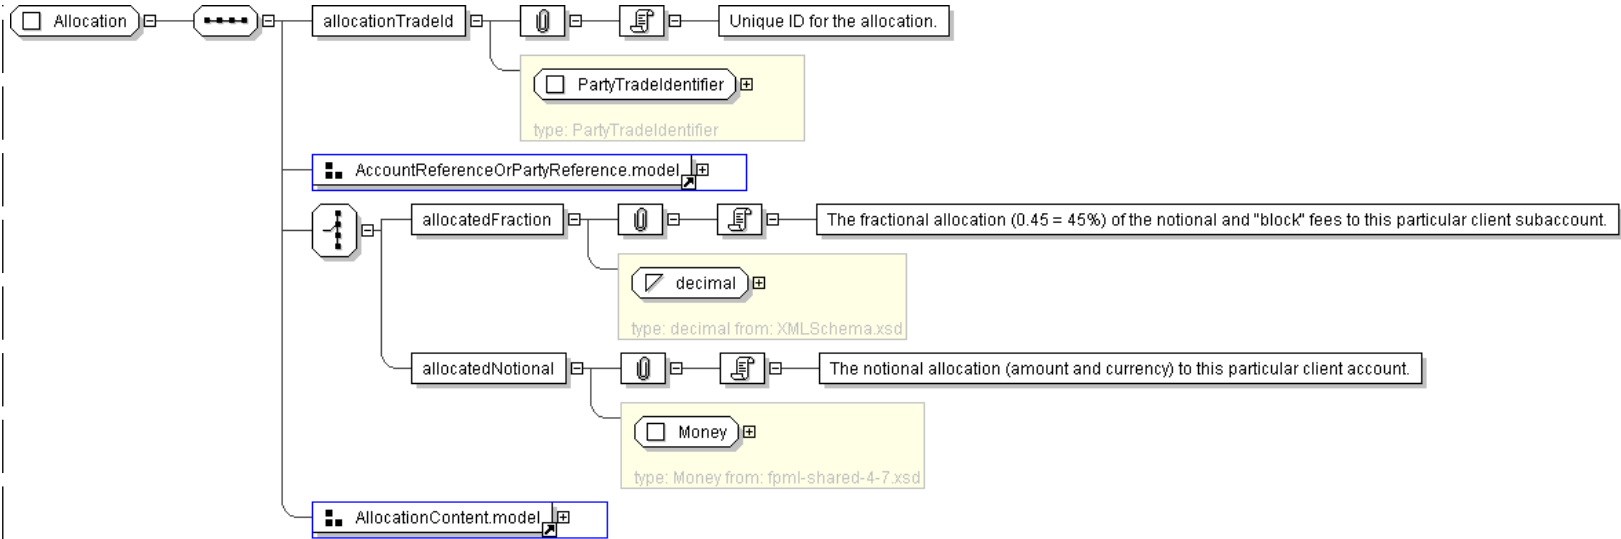 Allocation
allocationTradeId
Unique ID for the allocation.
PartyTradeIdentifier
type: PartyTradeIdentifier
AccountReferenceOrPartyReference.model
allocatedFraction
The fractional allocation (0.45 = 45%) of the notional and "block" fees to this particular client subaccount.
decimal
type: decimal from: XMLSchema.xsd
allocatedNotional
The notional allocation (amount and currency) to this particular client account.
Money
type: Money from: fpml-shared-4-7.xsd
AllocationContent.model